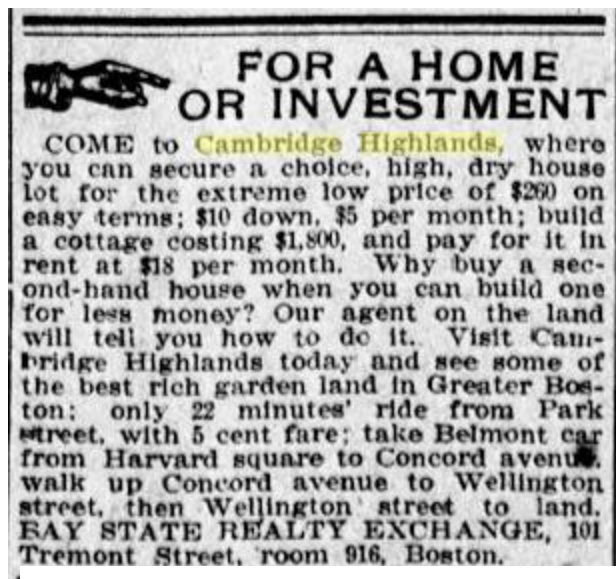 FOR A HOME
OR INVESTMENT
COME to Cambridge Highlands, where
you can secure a choice, high, dry house
lot for the extreme low price of $260 on
easy terms; $10 down, $5 per month; build
a cottage costing $1,800, and pay for it in
rent at $18 per month. Why buy a sec-
ond-hand house when you can build one
for less money? Our agent on the land
will tell you how to do it. Visit Cam-
bridge Highlands today and see some of
the best rich garden land in Greater Bos-
ton; only 22 minutes' ride from Park
street, with 5 cent fare; take Belmont car
from Harvard square to Concord avenue,
walk up Concord avenue to Wellington
street, then Wellington street to land.
BAY STATE REALTY EXCHANGE, 101
Tremont Street, room 916, Boston.